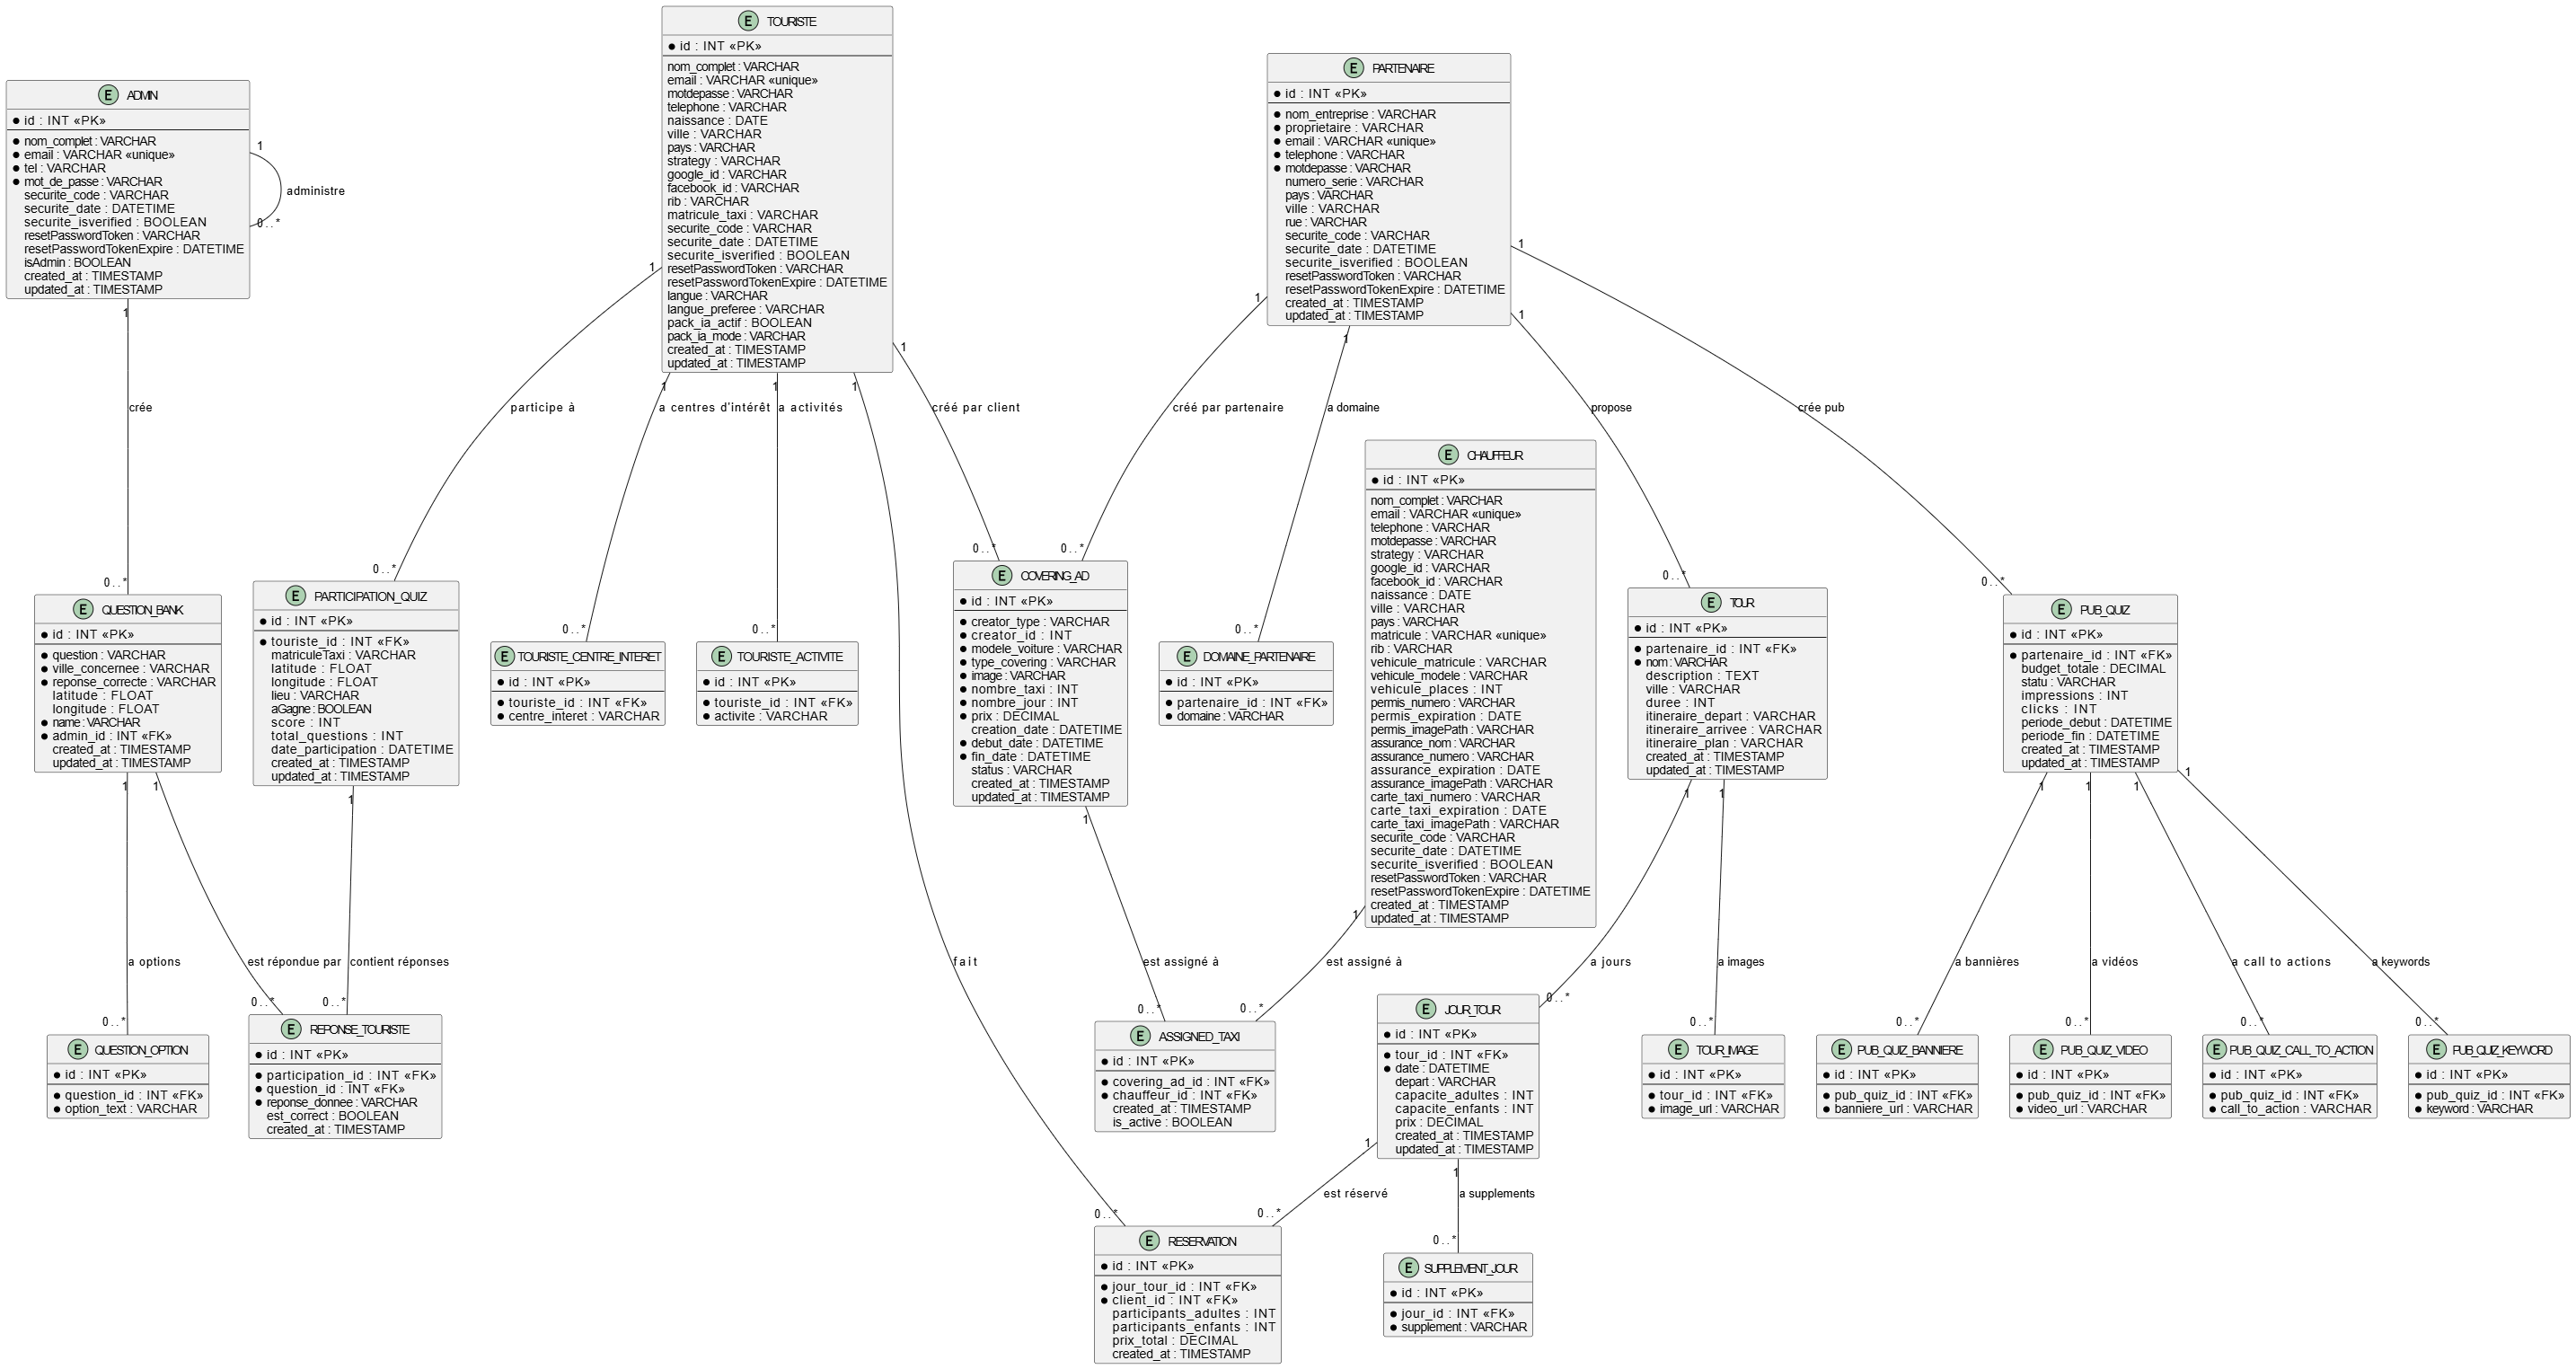 E TOURISTE
* id : INT «PK»
nom_complet : VARCHAR
email : VARCHAR «unique»
motdepasse : VARCHAR
telephone : VARCHAR
naissance : DATE
ville : VARCHAR
pays : VARCHAR
strategy : VARCHAR
google_id : VARCHAR
facebook_id : VARCHAR
rib : VARCHAR
matricule_taxi : VARCHAR
securite_code : VARCHAR
securite_date : DATETIME
securite_isverified : BOOLEAN
resetPasswordToken : VARCHAR
resetPasswordTokenExpire : DATETIME
langue : VARCHAR
langue_preferee : VARCHAR
pack_ia_actif : BOOLEAN
pack_ia_mode : VARCHAR
created_at : TIMESTAMP
updated_at : TIMESTAMP
E PARTENAIRE
* id : INT «PK»
* nom_entreprise : VARCHAR
* proprietaire : VARCHAR
* email : VARCHAR «unique»
* telephone : VARCHAR
* motdepasse : VARCHAR
numero_serie : VARCHAR
pays : VARCHAR
ville : VARCHAR
rue : VARCHAR
securite_code : VARCHAR
securite_date : DATETIME
securite_isverified : BOOLEAN
resetPasswordToken : VARCHAR
resetPasswordTokenExpire : DATETIME
created_at : TIMESTAMP
updated_at : TIMESTAMP
E ADMIN
* id : INT «PK»
* nom_complet : VARCHAR
* email : VARCHAR «unique»
* tel : VARCHAR
* mot_de_passe : VARCHAR
securite_code : VARCHAR
securite_date : DATETIME
securite_isverified : BOOLEAN
resetPasswordToken : VARCHAR
resetPasswordTokenExpire : DATETIME
isAdmin : BOOLEAN
created_at : TIMESTAMP
updated_at : TIMESTAMP
1
administre
0..*
1
crée
0..*
1
participe à
0..*
1
a centres d'intérêt
0..*
1
a activités
0..*
1
créé par client
0..*
1
créé par partenaire
0..*
1
a domaine
0..*
1
propose
0..*
1
crée pub
0..*
E CHAUFFEUR
* id : INT «PK»
nom_complet : VARCHAR
email : VARCHAR «unique»
telephone : VARCHAR
motdepasse : VARCHAR
strategy : VARCHAR
google_id : VARCHAR
facebook_id : VARCHAR
naissance : DATE
ville : VARCHAR
pays : VARCHAR
matricule : VARCHAR «unique»
rib : VARCHAR
vehicule_matricule : VARCHAR
vehicule_modele : VARCHAR
vehicule_places : INT
permis_numero : VARCHAR
permis_expiration : DATE
permis_imagePath : VARCHAR
assurance_nom : VARCHAR
assurance_numero : VARCHAR
assurance_expiration : DATE
assurance_imagePath : VARCHAR
carte_taxi_numero : VARCHAR
carte_taxi_expiration : DATE
carte_taxi_imagePath : VARCHAR
securite_code : VARCHAR
securite_date : DATETIME
securite_isverified : BOOLEAN
resetPasswordToken : VARCHAR
resetPasswordTokenExpire : DATETIME
created_at : TIMESTAMP
updated_at : TIMESTAMP
E QUESTION_BANK
* id : INT «PK»
* question : VARCHAR
* ville_concernee : VARCHAR
* reponse_correcte : VARCHAR
latitude : FLOAT
longitude : FLOAT
* name : VARCHAR
* admin_id : INT «FK»
created_at : TIMESTAMP
updated_at : TIMESTAMP
E PARTICIPATION_QUIZ
* id : INT «PK»
* touriste_id : INT «FK»
matriculeTaxi : VARCHAR
latitude : FLOAT
longitude : FLOAT
lieu : VARCHAR
aGagne : BOOLEAN
score : INT
total_questions : INT
date_participation : DATETIME
created_at : TIMESTAMP
updated_at : TIMESTAMP
E TOURISTE_CENTRE_INTERET
* id : INT «PK»
* touriste_id : INT «FK»
* centre_interet : VARCHAR
E TOURISTE_ACTIVITE
* id : INT «PK»
* touriste_id : INT «FK»
* activite : VARCHAR
E COVERING_AD
* id : INT «PK»
* creator_type : VARCHAR
* creator_id : INT
* modele_voiture : VARCHAR
* type_covering : VARCHAR
* image : VARCHAR
* nombre_taxi : INT
* nombre_jour : INT
* prix : DECIMAL
creation_date : DATETIME
* debut_date : DATETIME
* fin_date : DATETIME
status : VARCHAR
created_at : TIMESTAMP
updated_at : TIMESTAMP
E DOMAINE_PARTENAIRE
* id : INT «PK»
* partenaire_id : INT «FK»
* domaine : VARCHAR
E TOUR
* id : INT «PK»
* partenaire_id : INT «FK»
* nom : VARCHAR
description : TEXT
ville : VARCHAR
duree : INT
itineraire_depart : VARCHAR
itineraire_arrivee : VARCHAR
itineraire_plan : VARCHAR
created_at : TIMESTAMP
updated_at : TIMESTAMP
E PUB_QUIZ
* id : INT «PK»
* partenaire_id : INT «FK»
budget_totale : DECIMAL
statu : VARCHAR
impressions : INT
clicks : INT
periode_debut : DATETIME
periode_fin : DATETIME
created_at : TIMESTAMP
updated_at : TIMESTAMP
1
a options
0..*
1
est répondue par
0..*
1
contient réponses
0..*
1
fait
0..*
1
est assigné à
0..*
1
est assigné à
0..*
1
a jours
0..*
1
a images
0..*
1
a bannières
0..*
1
a vidéos
0..*
1
a call to actions
0..*
1
a keywords
0..*
E QUESTION_OPTION
* id : INT «PK»
* question_id : INT «FK»
* option_text : VARCHAR
E REPONSE_TOURISTE
* id : INT «PK»
* participation_id : INT «FK»
* question_id : INT «FK»
* reponse_donnee : VARCHAR
est_correct : BOOLEAN
created_at : TIMESTAMP
E ASSIGNED_TAXI
* id : INT «PK»
* covering_ad_id : INT «FK»
* chauffeur_id : INT «FK»
created_at : TIMESTAMP
is_active : BOOLEAN
E JOUR_TOUR
* id : INT «PK»
* tour_id : INT «FK»
* date : DATETIME
depart : VARCHAR
capacite_adultes : INT
capacite_enfants : INT
prix : DECIMAL
created_at : TIMESTAMP
updated_at : TIMESTAMP
E TOUR_IMAGE
* id : INT «PK»
* tour_id : INT «FK»
* image_url : VARCHAR
E PUB_QUIZ_BANNIERE
* id : INT «PK»
* pub_quiz_id : INT «FK»
* banniere_url : VARCHAR
E PUB_QUIZ_VIDEO
* id : INT «PK»
* pub_quiz_id : INT «FK»
* video_url : VARCHAR
E PUB_QUIZ_CALL_TO_ACTION
* id : INT «PK»
* pub_quiz_id : INT «FK»
* call_to_action : VARCHAR
E PUB_QUIZ_KEYWORD
* id : INT «PK»
* pub_quiz_id : INT «FK»
* keyword : VARCHAR
1
est réservé
0..*
1
a supplements
0..*
E RESERVATION
* id : INT «PK»
* jour_tour_id : INT «FK»
* client_id : INT «FK»
participants_adultes : INT
participants_enfants : INT
prix_total : DECIMAL
created_at : TIMESTAMP
E SUPPLEMENT_JOUR
* id : INT «PK»
* jour_id : INT «FK»
* supplement : VARCHAR